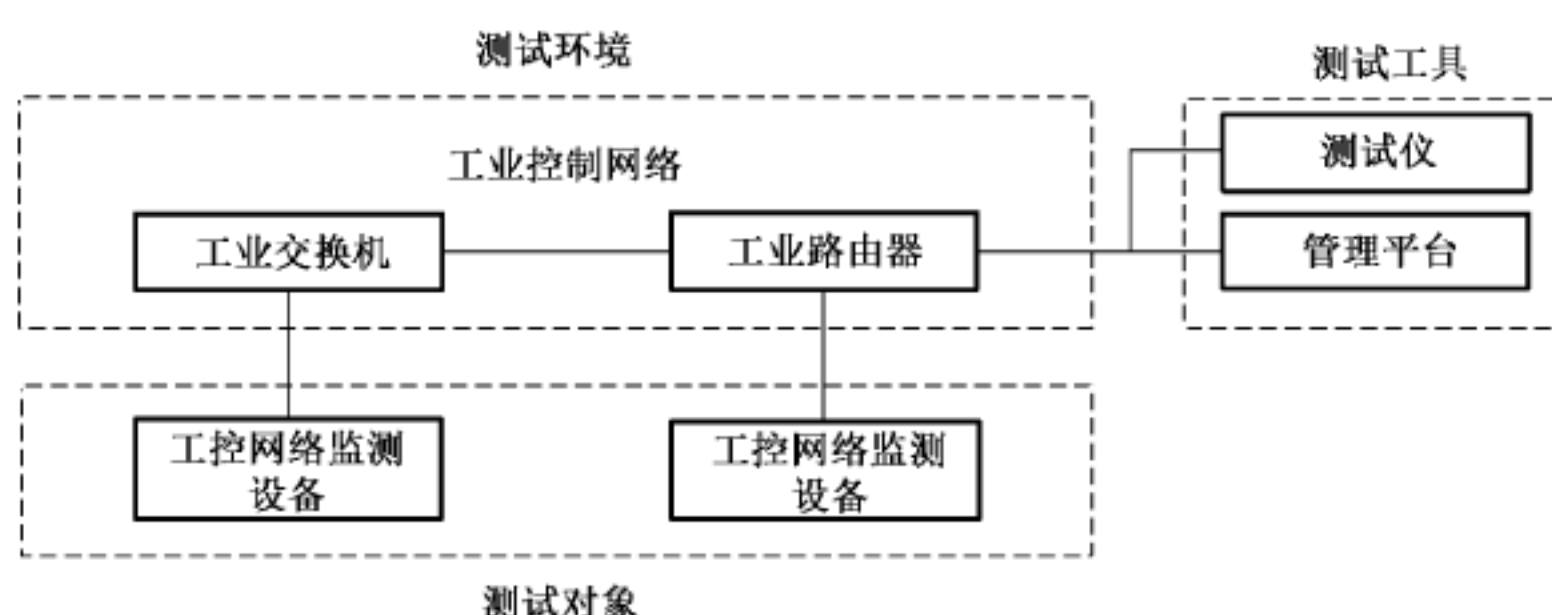 测试环境
测试工具
工业控制网络
测试仪
工业交换机
工业路由器
管理平台
工控网络监测
设备
工控网络监测
设备
测试对象